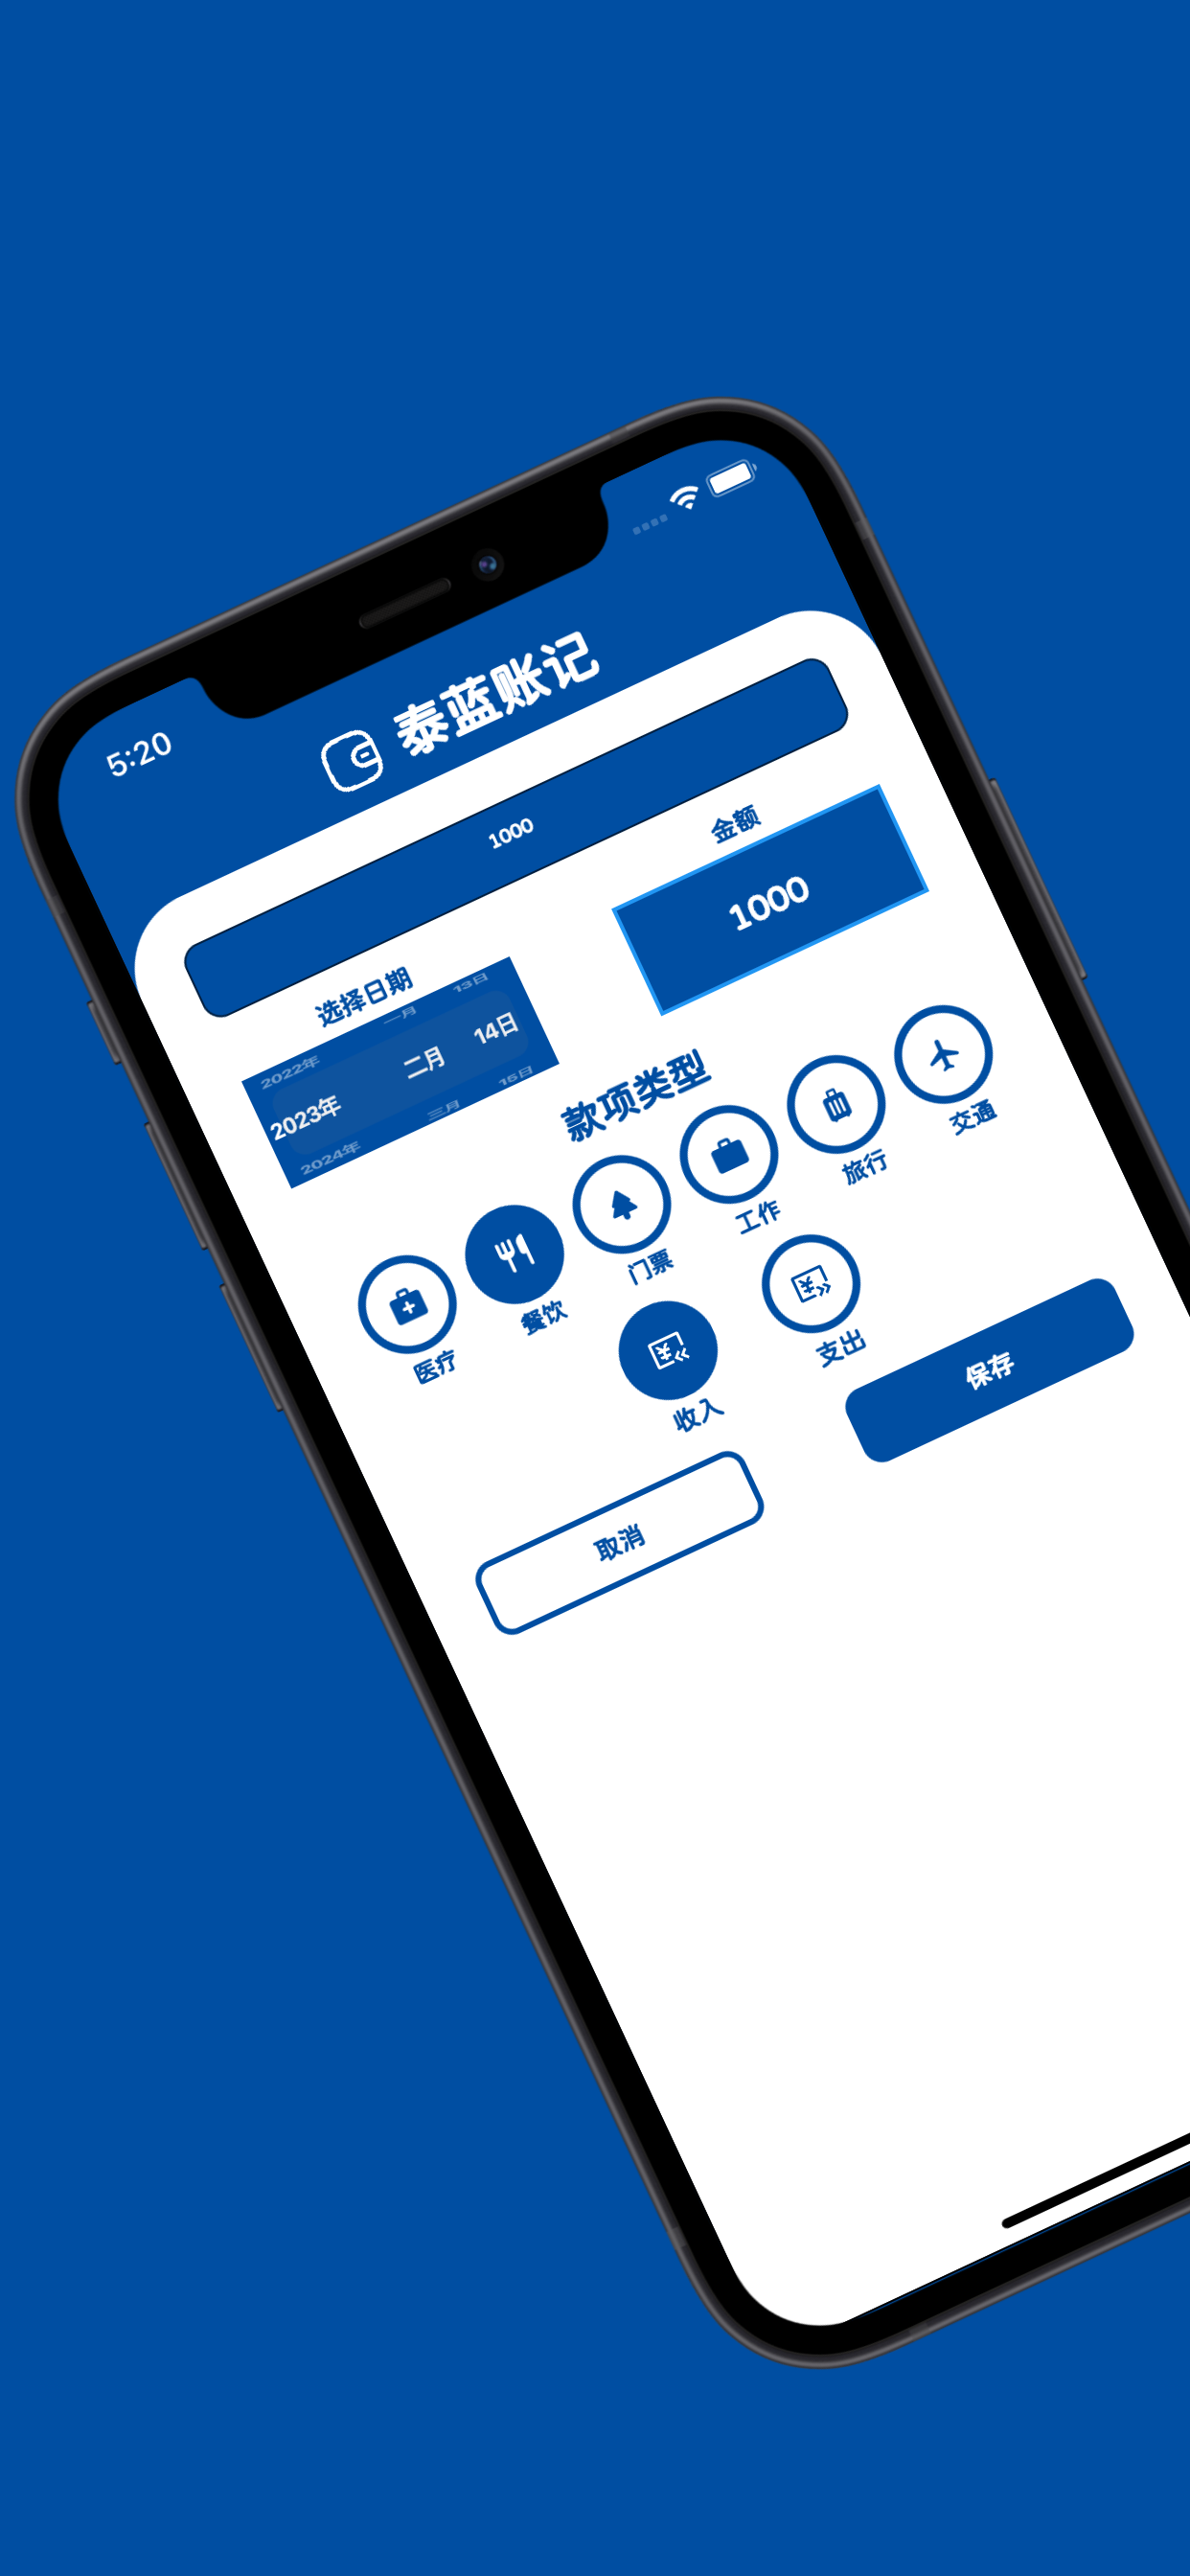 5:20
泰蓝账记
1000
选择日期
金额
2022年 一月 13日
2023年 二月 14日
2024年 三月 15日
1000
款项类型
医疗 餐饮 门票 工作 旅行 交通
收入 支出
取消 保存